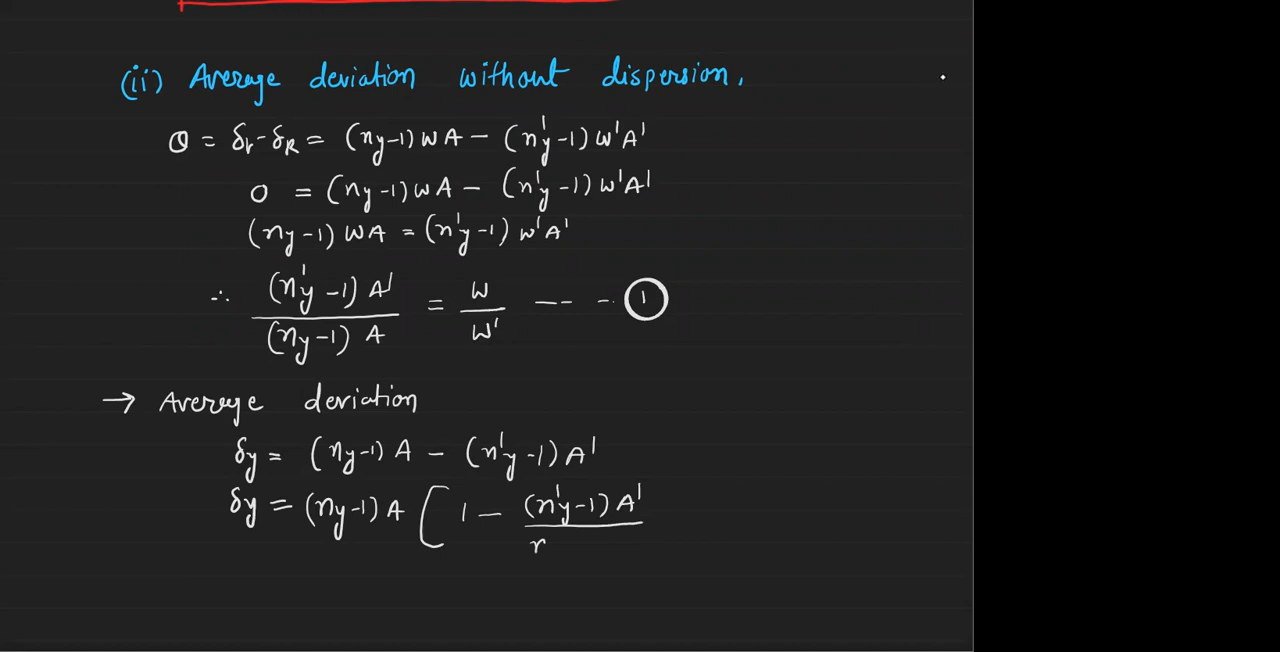 (ii) Average deviation without dispersion.
θ = δv - δR = (ny-1) ω A - (n'y-1) ω'A'
0 = (ny-1) ω A - (n'y-1) ω'A'
(ny-1) ω A = (n'y-1) ω'A'
∴ (n'y-1) A' / (ny-1) A = ω / ω' --- - ①
→ Average deviation
δy = (ny-1) A - (n'y-1) A'
δy = (ny-1) A [ 1 - (n'y-1) A' / n